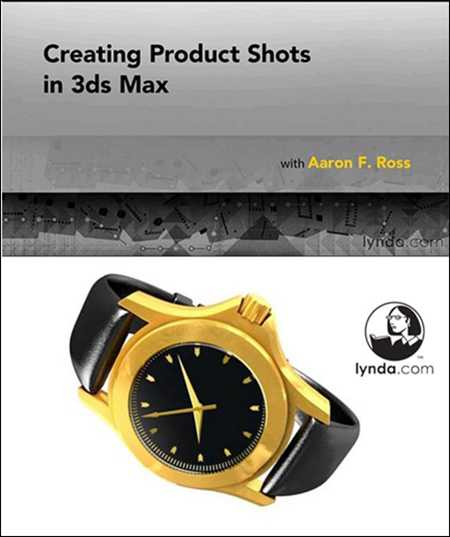 Creating Product Shots
in 3ds Max
with Aaron F. Ross
lynda.com
lynda.com